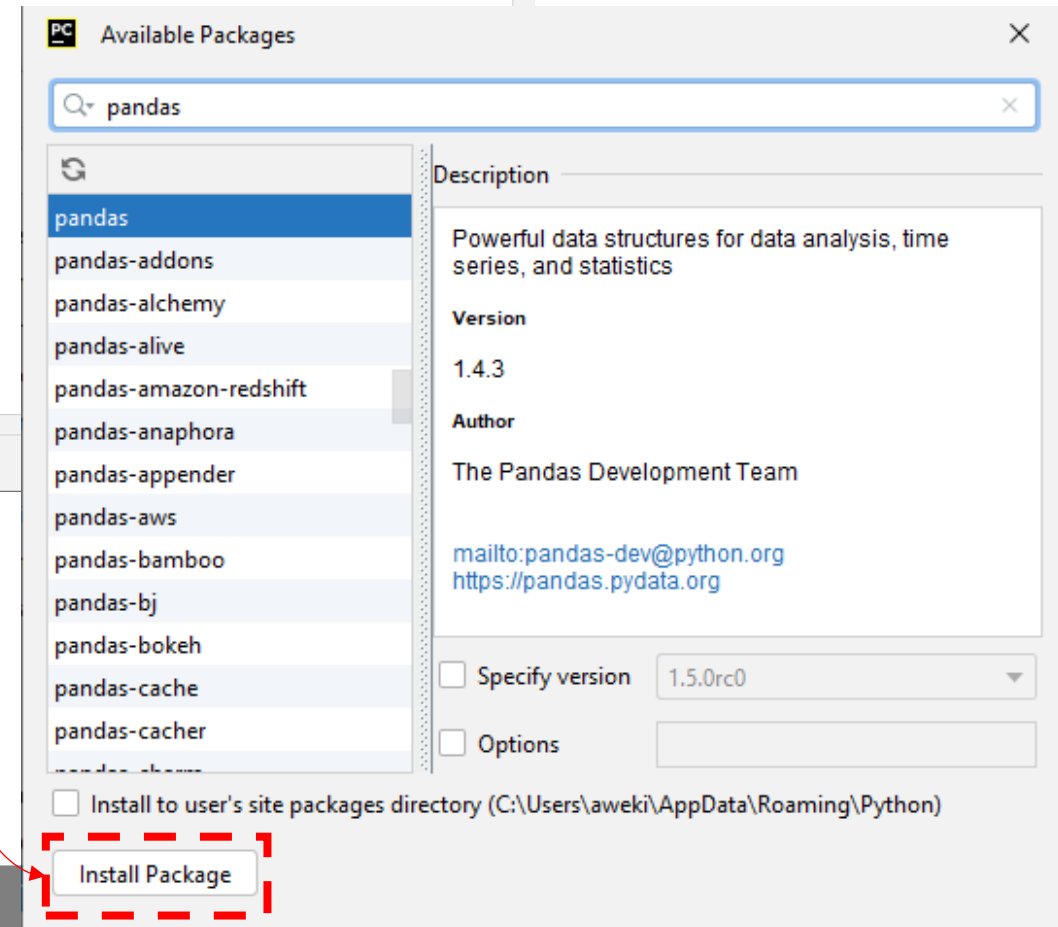 PC Available Packages
pandas
Description
pandas
pandas-addons
pandas-alchemy
pandas-alive
pandas-amazon-redshift
pandas-anaphora
pandas-appender
pandas-aws
pandas-bamboo
pandas-bj
pandas-bokeh
pandas-cache
pandas-cacher
pandas-charm
Powerful data structures for data analysis, time
series, and statistics
Version
1.4.3
Author
The Pandas Development Team
mailto:pandas-dev@python.org
https://pandas.pydata.org
Specify version 1.5.0rc0
Options
Install to user's site packages directory (C:\Users\aweki\AppData\Roaming\Python)
Install Package